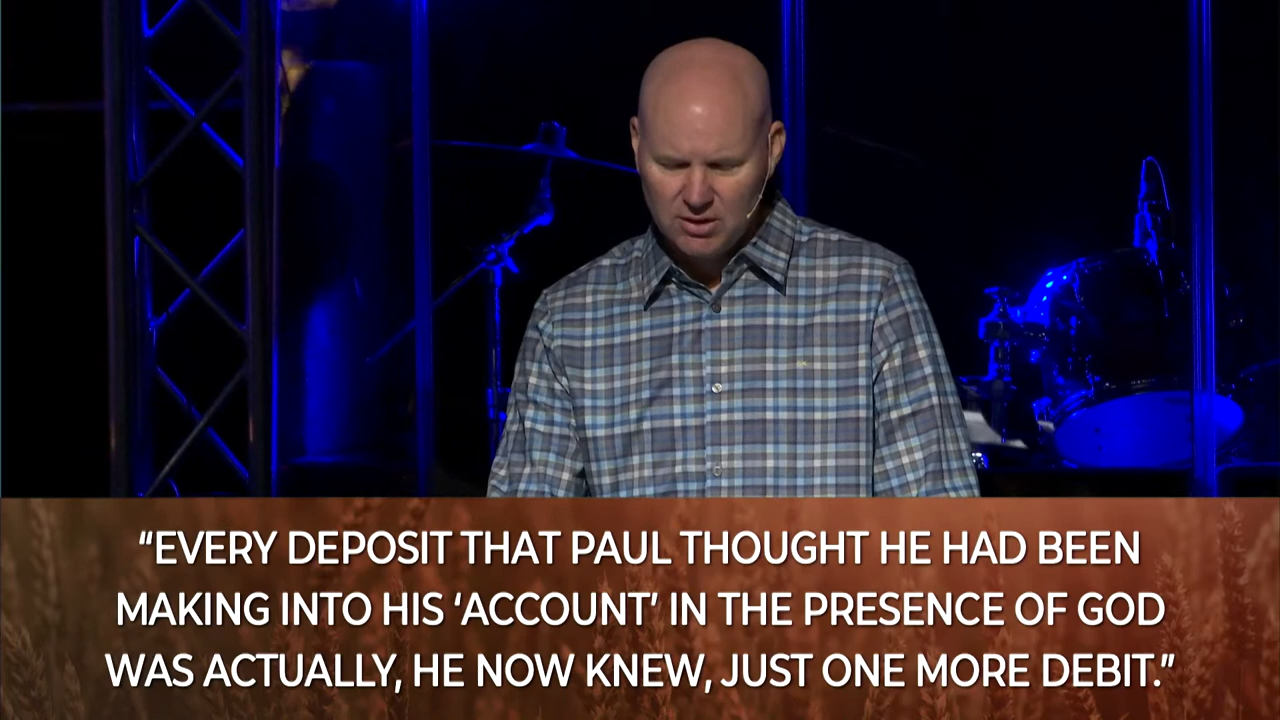 “EVERY DEPOSIT THAT PAUL THOUGHT HE HAD BEEN
MAKING INTO HIS ‘ACCOUNT’ IN THE PRESENCE OF GOD
WAS ACTUALLY, HE NOW KNEW, JUST ONE MORE DEBIT.”